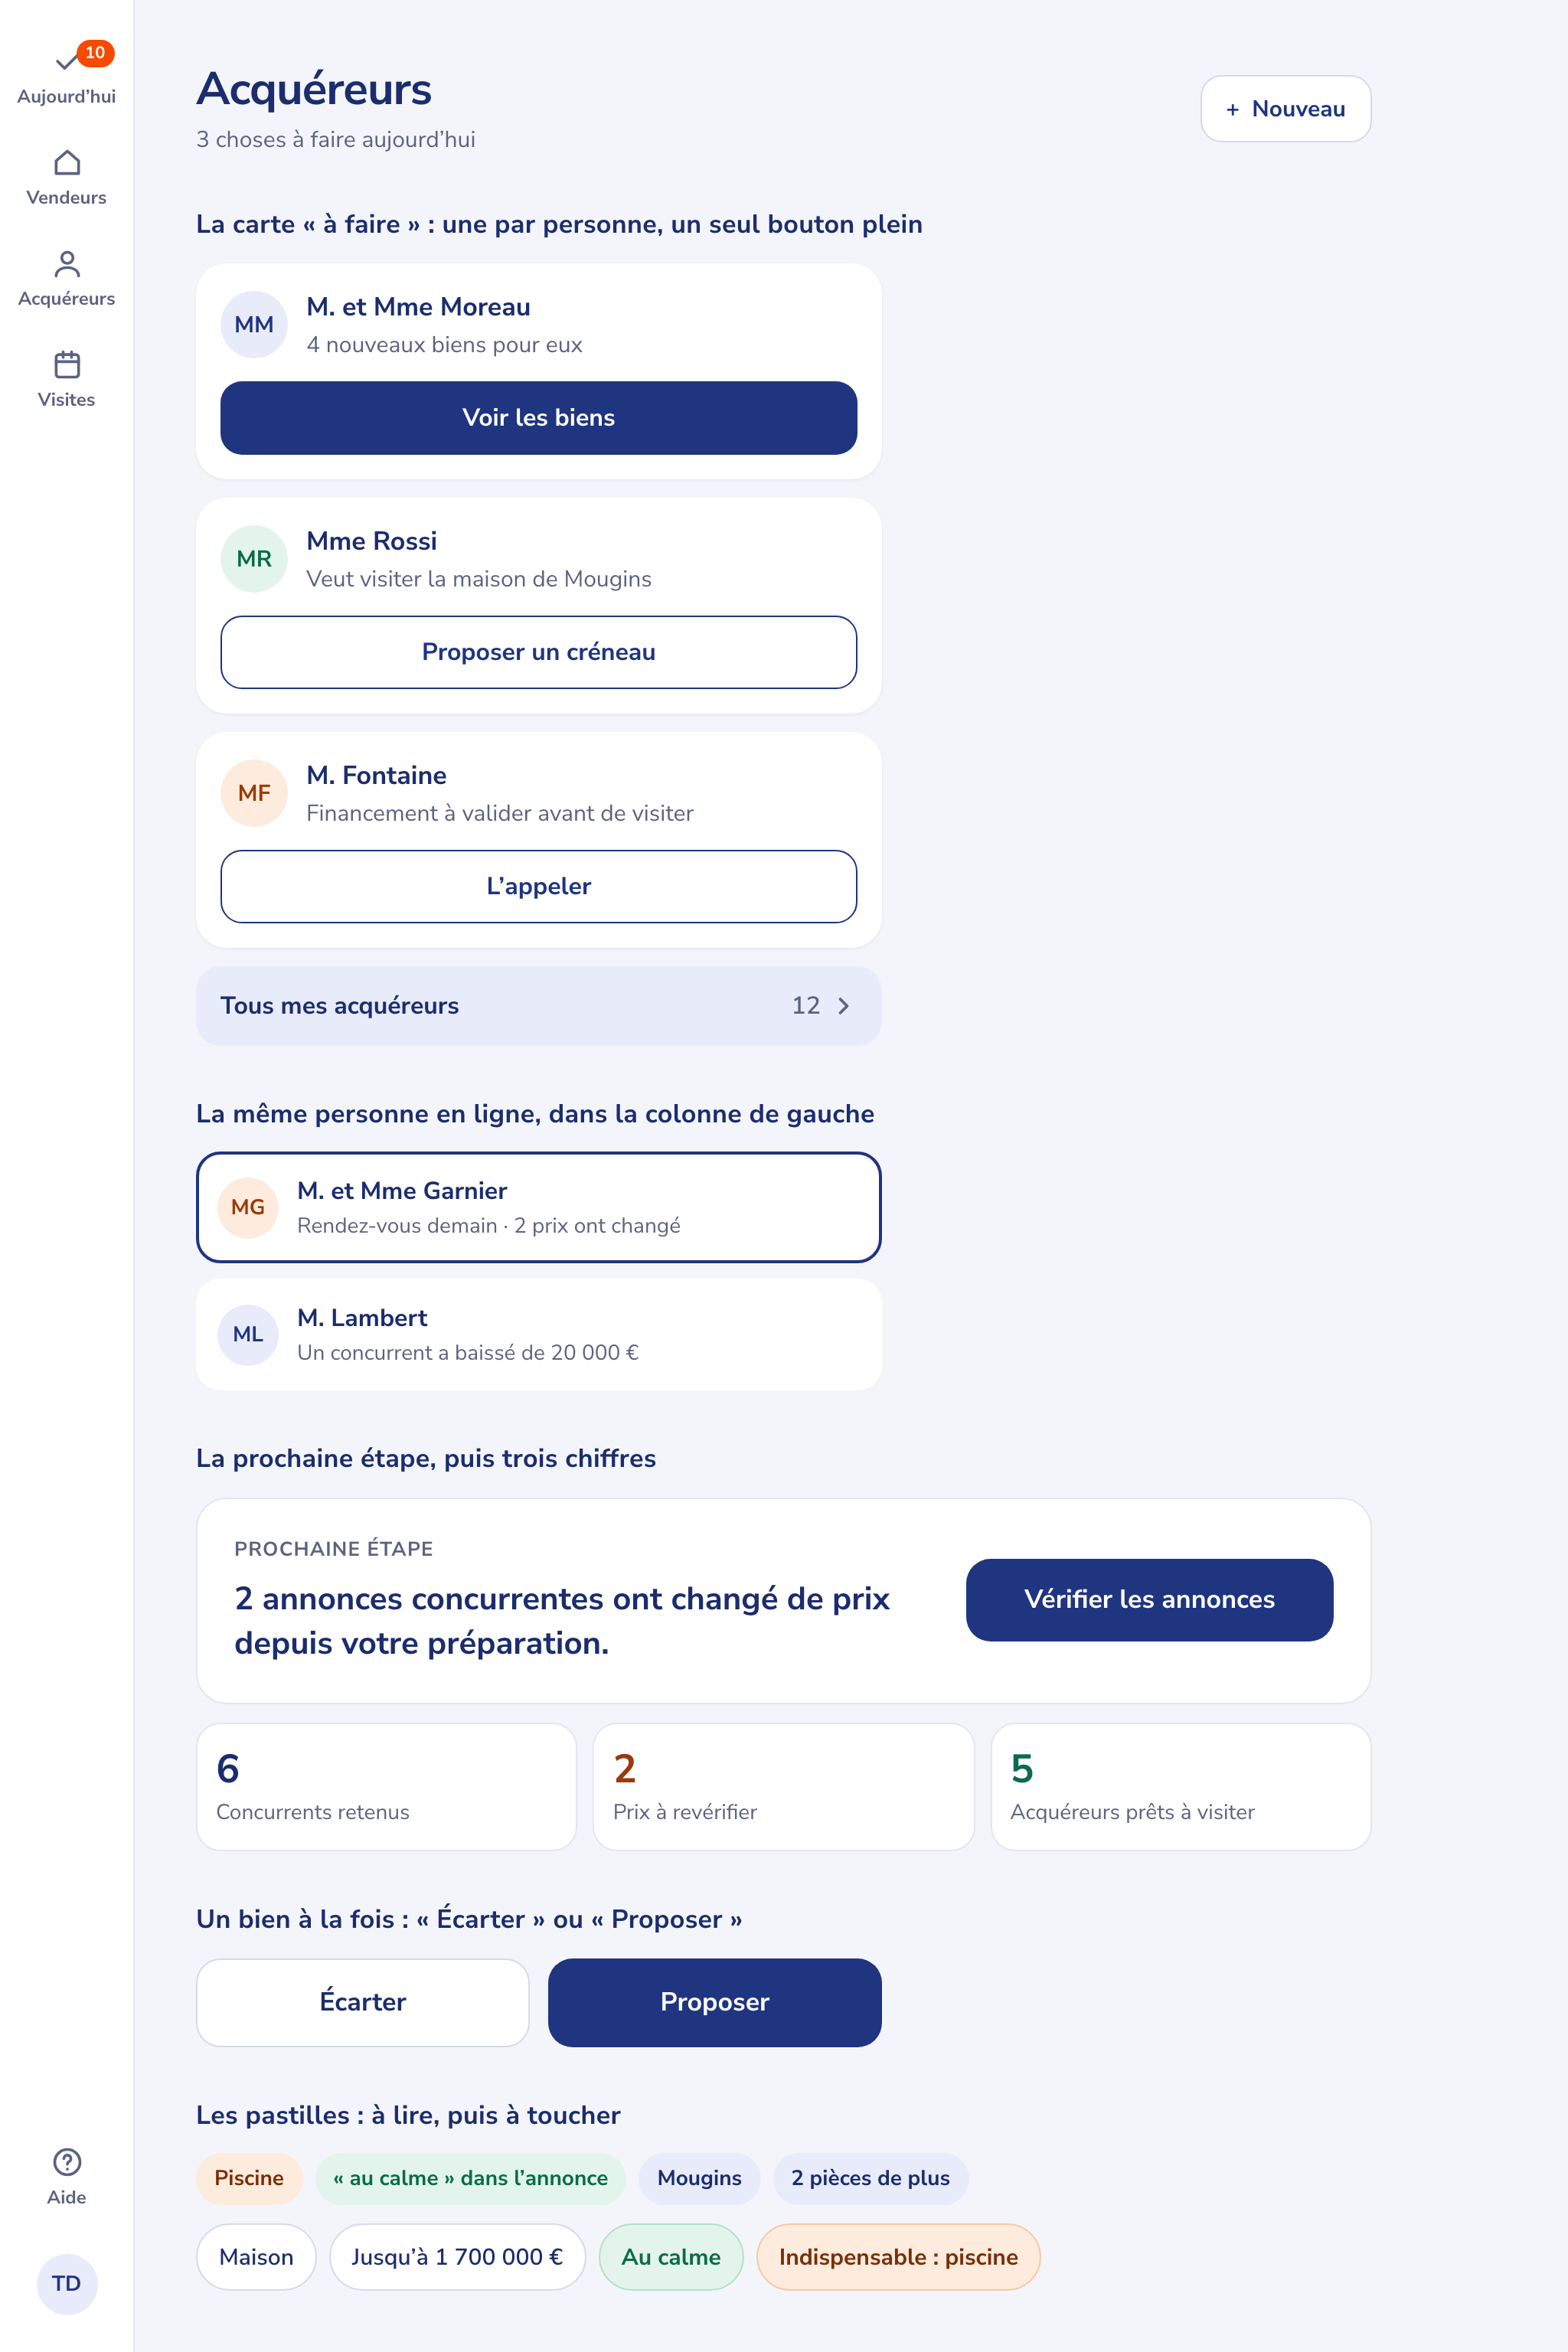 10
Aujourd’hui
Vendeurs
Acquéreurs
Visites
Aide
TD
Acquéreurs
3 choses à faire aujourd’hui
+ Nouveau
La carte « à faire » : une par personne, un seul bouton plein
MM
M. et Mme Moreau
4 nouveaux biens pour eux
Voir les biens
MR
Mme Rossi
Veut visiter la maison de Mougins
Proposer un créneau
MF
M. Fontaine
Financement à valider avant de visiter
L’appeler
Tous mes acquéreurs 12
La même personne en ligne, dans la colonne de gauche
MG
M. et Mme Garnier
Rendez-vous demain · 2 prix ont changé
ML
M. Lambert
Un concurrent a baissé de 20 000 €
La prochaine étape, puis trois chiffres
PROCHAINE ÉTAPE
2 annonces concurrentes ont changé de prix
depuis votre préparation.
Vérifier les annonces
6
Concurrents retenus
2
Prix à revérifier
5
Acquéreurs prêts à visiter
Un bien à la fois : « Écarter » ou « Proposer »
Écarter
Proposer
Les pastilles : à lire, puis à toucher
Piscine
« au calme » dans l’annonce
Mougins
2 pièces de plus
Maison
Jusqu’à 1 700 000 €
Au calme
Indispensable : piscine